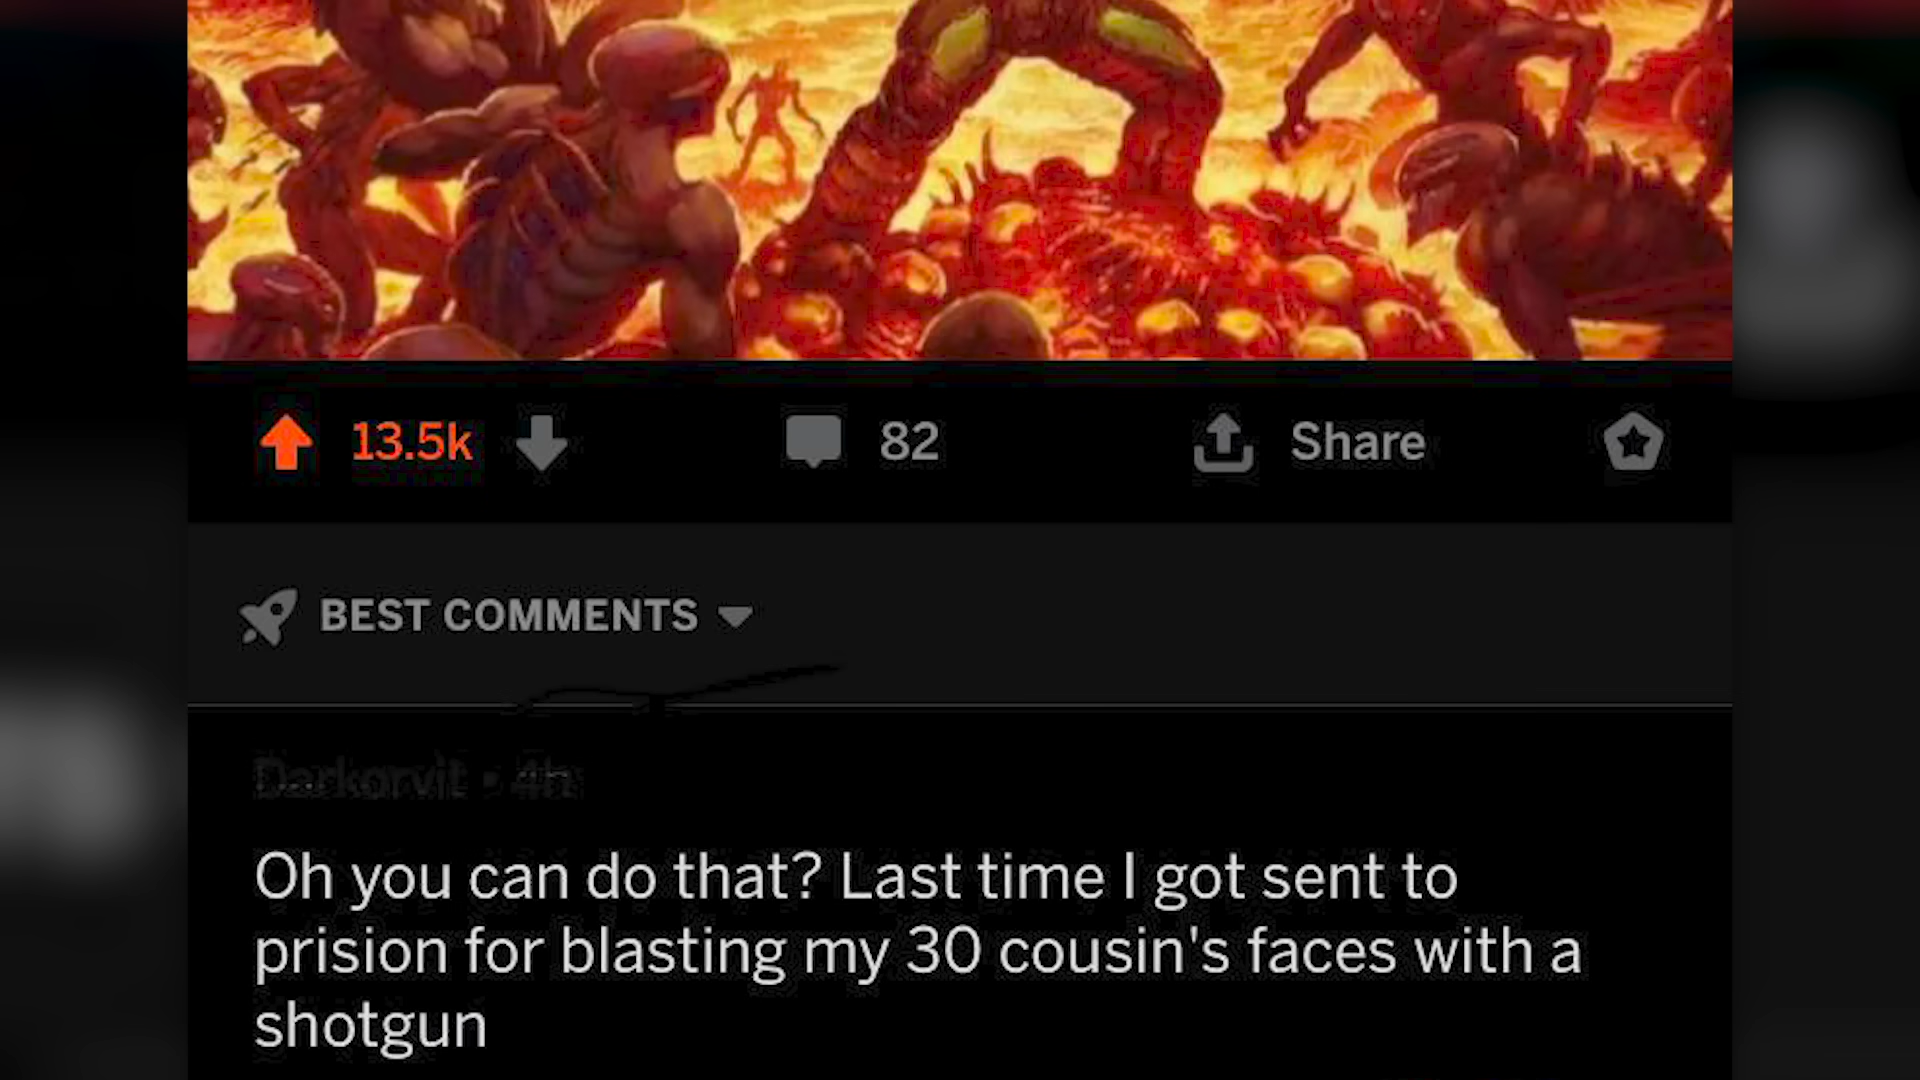 13.5k 82 Share
BEST COMMENTS
Darkorvit • 4h
Oh you can do that? Last time I got sent to
prision for blasting my 30 cousin's faces with a
shotgun